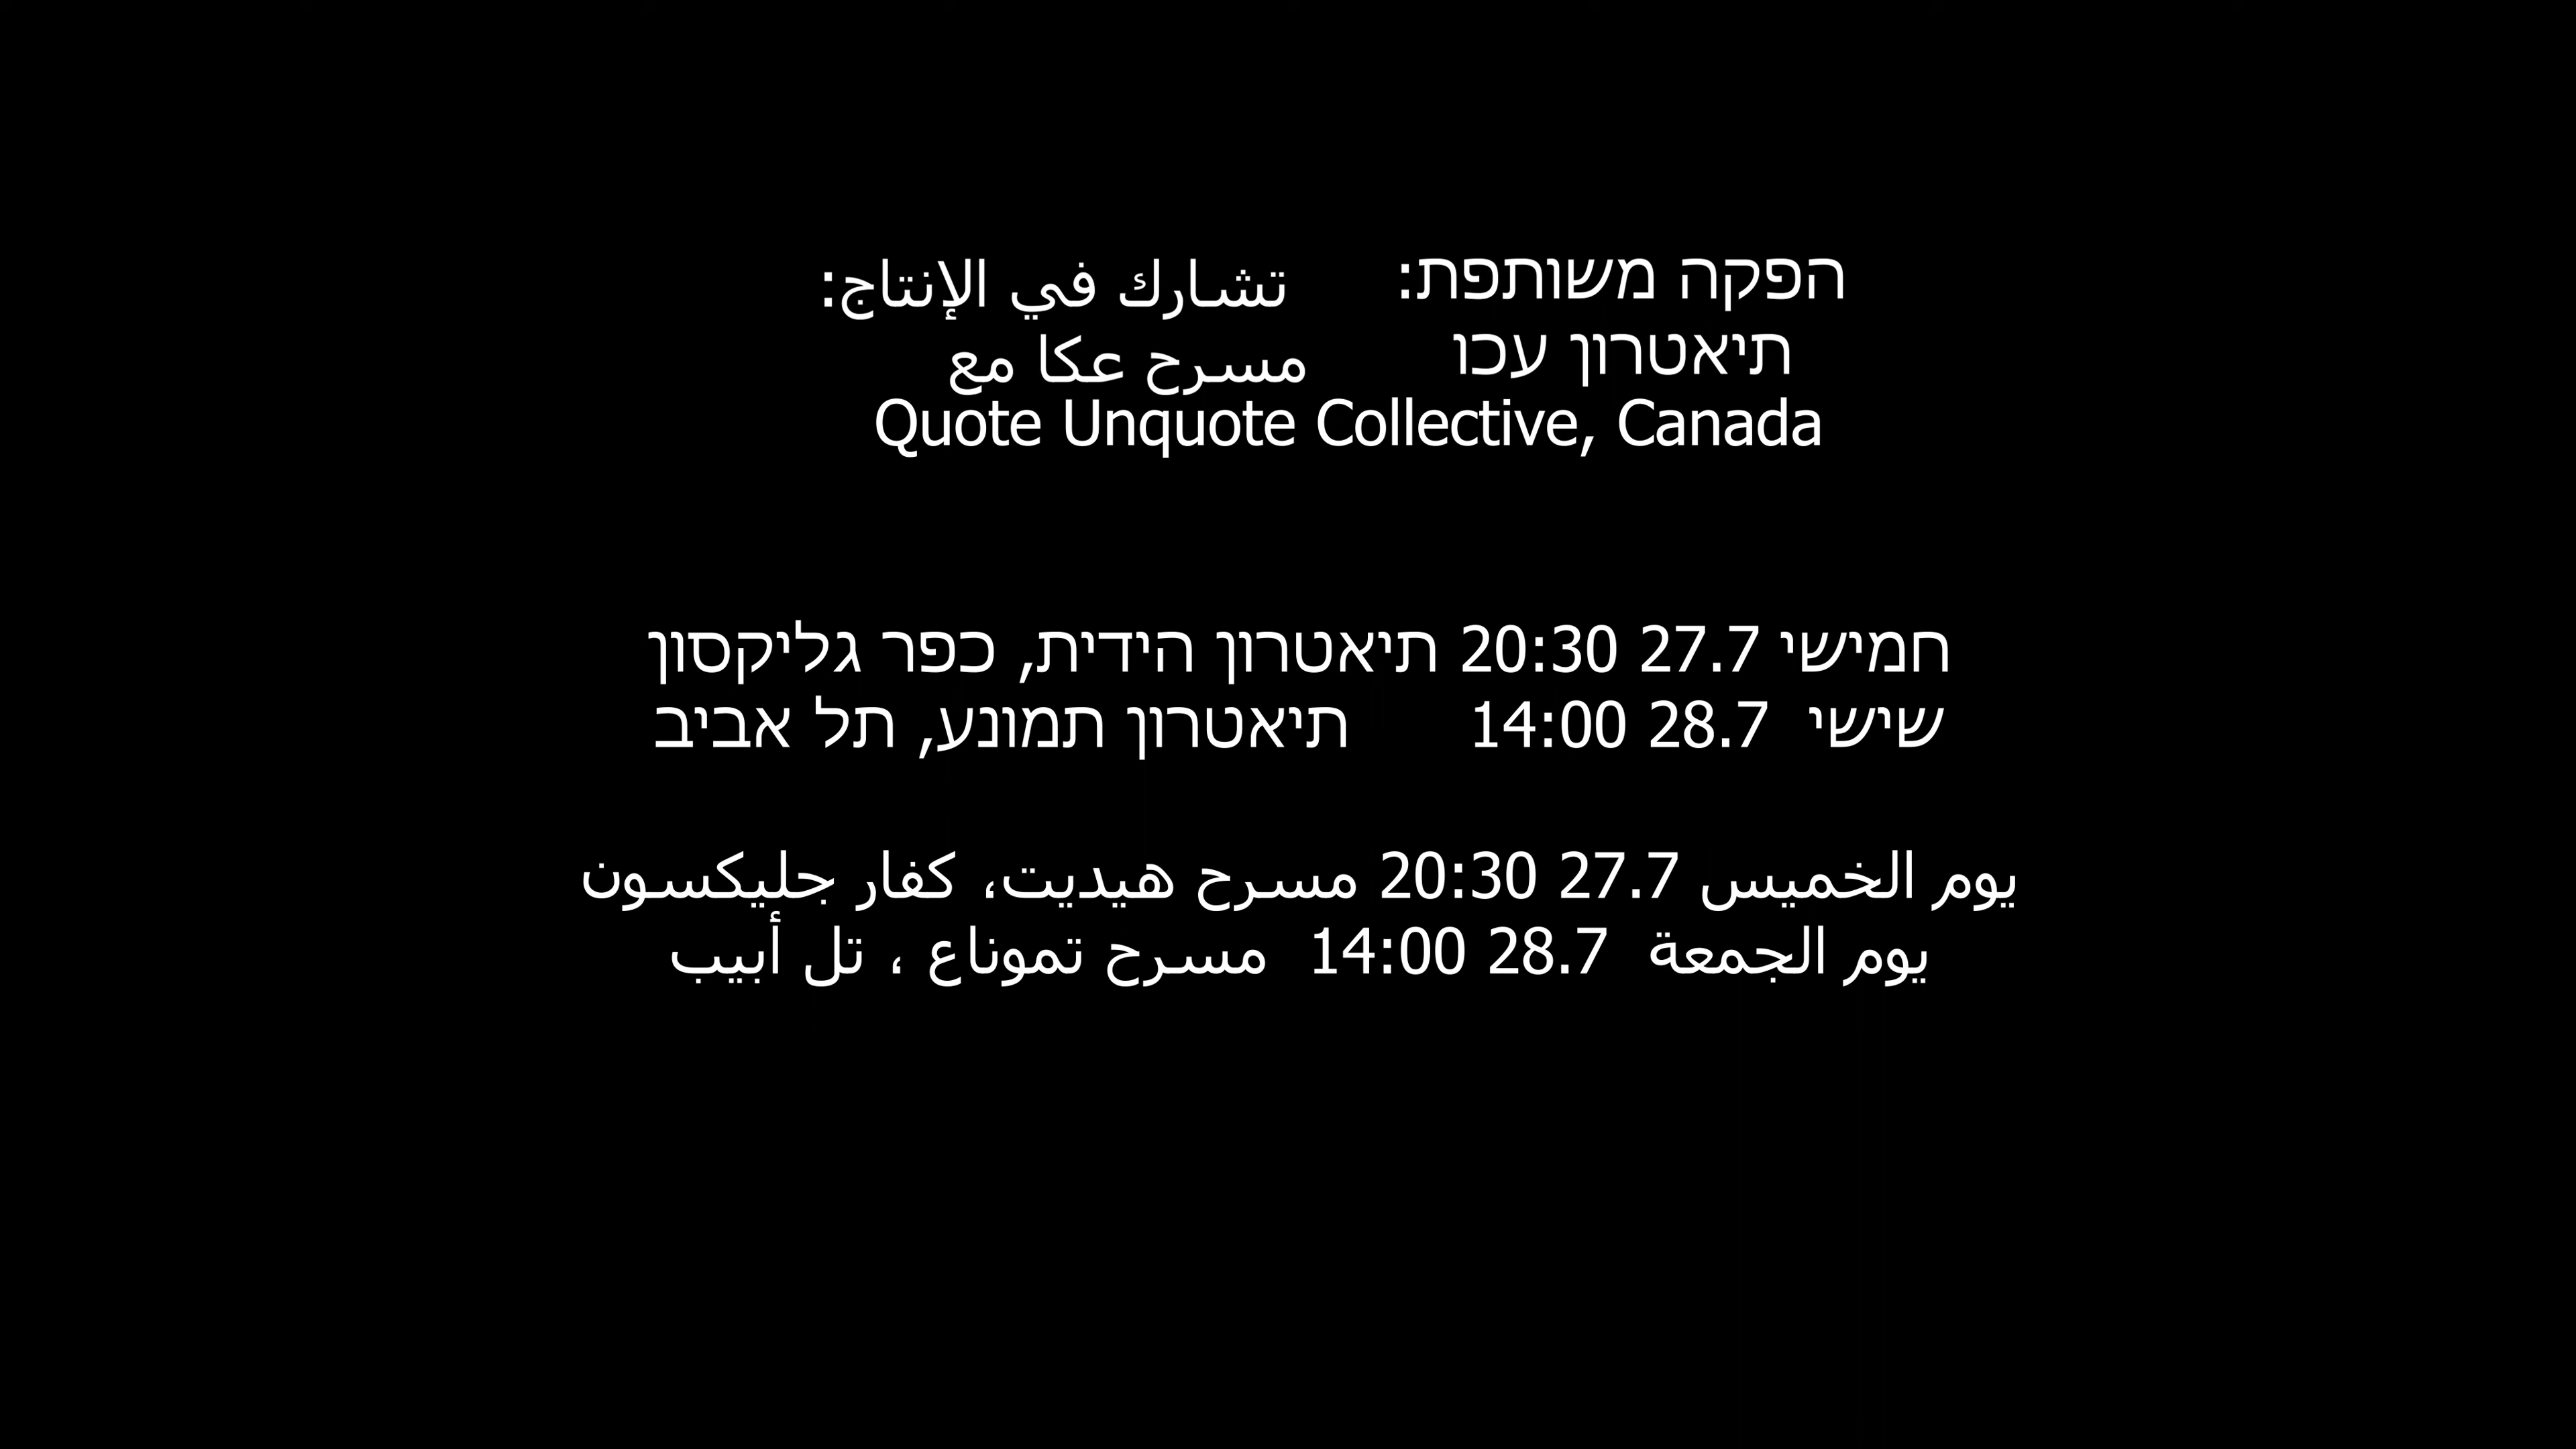 הפקה משותפת:
תיאטרון עכו
تشارك في الإنتاج:
مسرح عكا مع
Quote Unquote Collective, Canada
חמישי 27.7 20:30 תיאטרון הידית, כפר גליקסון
שישי 28.7 14:00 תיאטרון תמונע, תל אביב
يوم الخميس 27.7 20:30 مسرح هيديت، كفار جليكسون
يوم الجمعة 28.7 14:00 مسرح تموناع ، تل أبيب